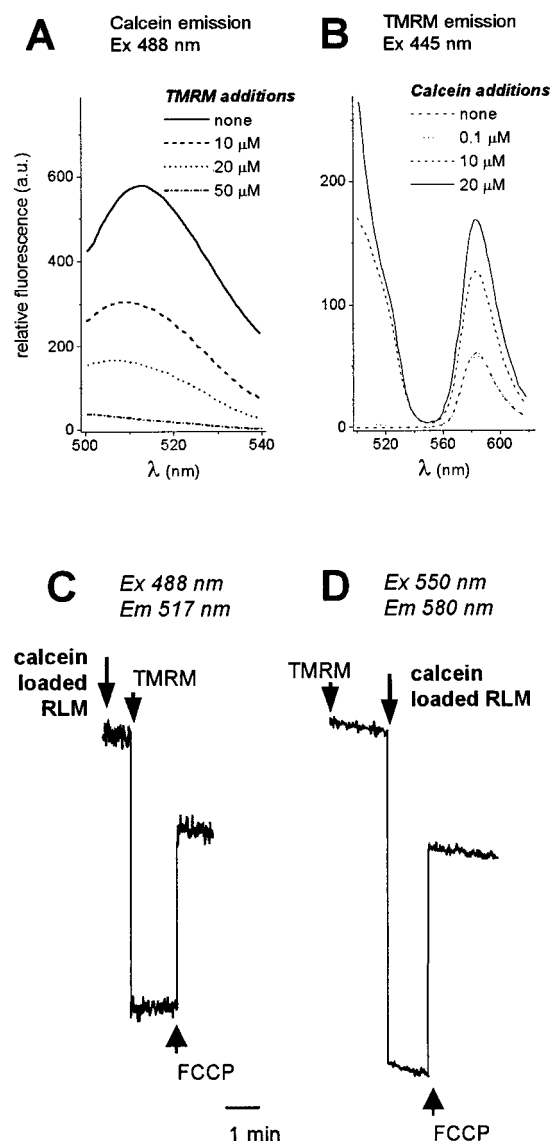 A
Calcein emission
Ex 488 nm
TMRM additions
none
10 μM
20 μM
50 μM
relative fluorescence (a.u.)
600
400
200
0
500
520
540
λ (nm)
B
TMRM emission
Ex 445 nm
Calcein additions
none
0.1 μM
10 μM
20 μM
200
100
0
520
560
600
λ (nm)
C
Ex 488 nm
Em 517 nm
calcein
loaded
RLM
TMRM
FCCP
1 min
D
Ex 550 nm
Em 580 nm
TMRM
calcein
loaded RLM
FCCP